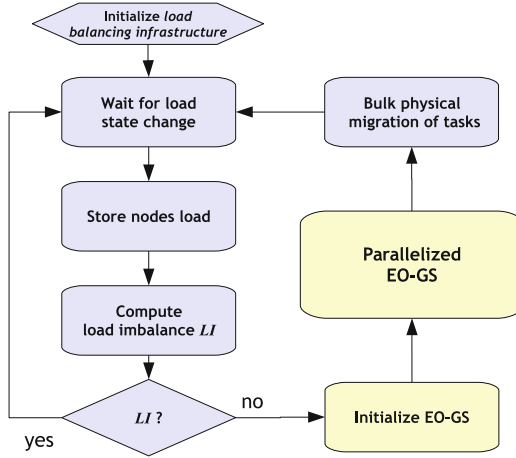 Initialize load
balancing infrastructure
Wait for load
state change
Bulk physical
migration of tasks
Store nodes load
Parallelized
EO-GS
Compute
load imbalance LI
LI ?
no
yes
Initialize EO-GS